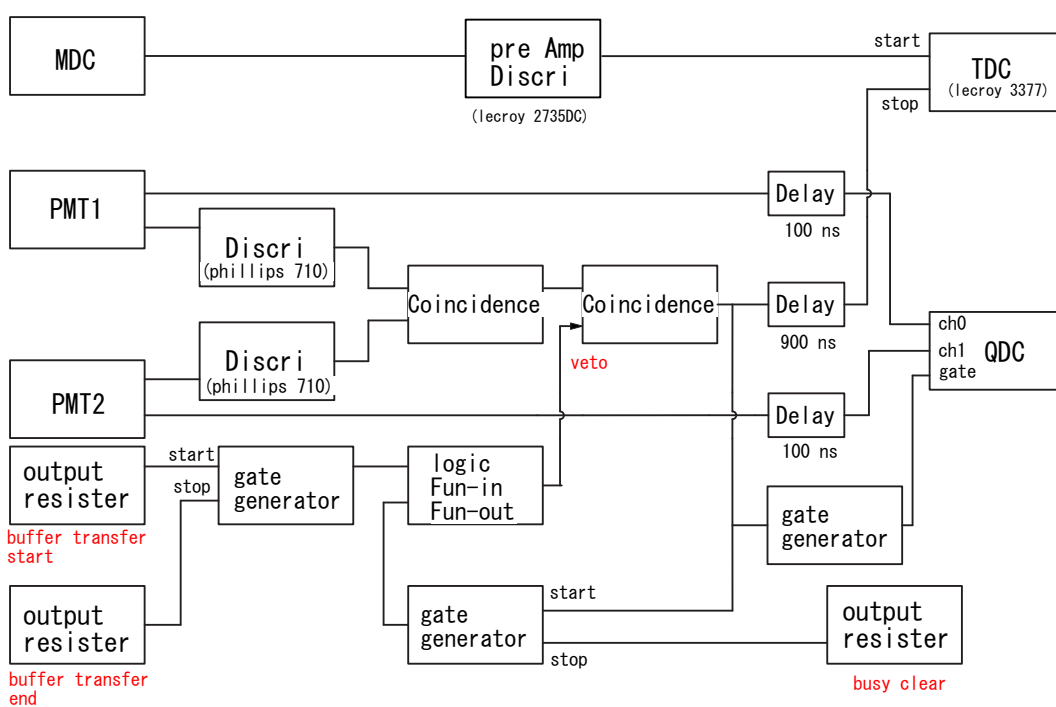 MDC
pre Amp
Discri
(lecroy 2735DC)
start
TDC
(lecroy 3377)
stop
PMT1
Delay
100 ns
Discri
(phillips 710)
Coincidence
Coincidence
Delay
900 ns
veto
ch0
ch1
QDC
gate
Discri
(phillips 710)
PMT2
Delay
100 ns
output
resister
buffer transfer
start
start
stop
gate
generator
logic
Fun-in
Fun-out
gate
generator
output
resister
buffer transfer
end
gate
generator
start
stop
output
resister
busy clear